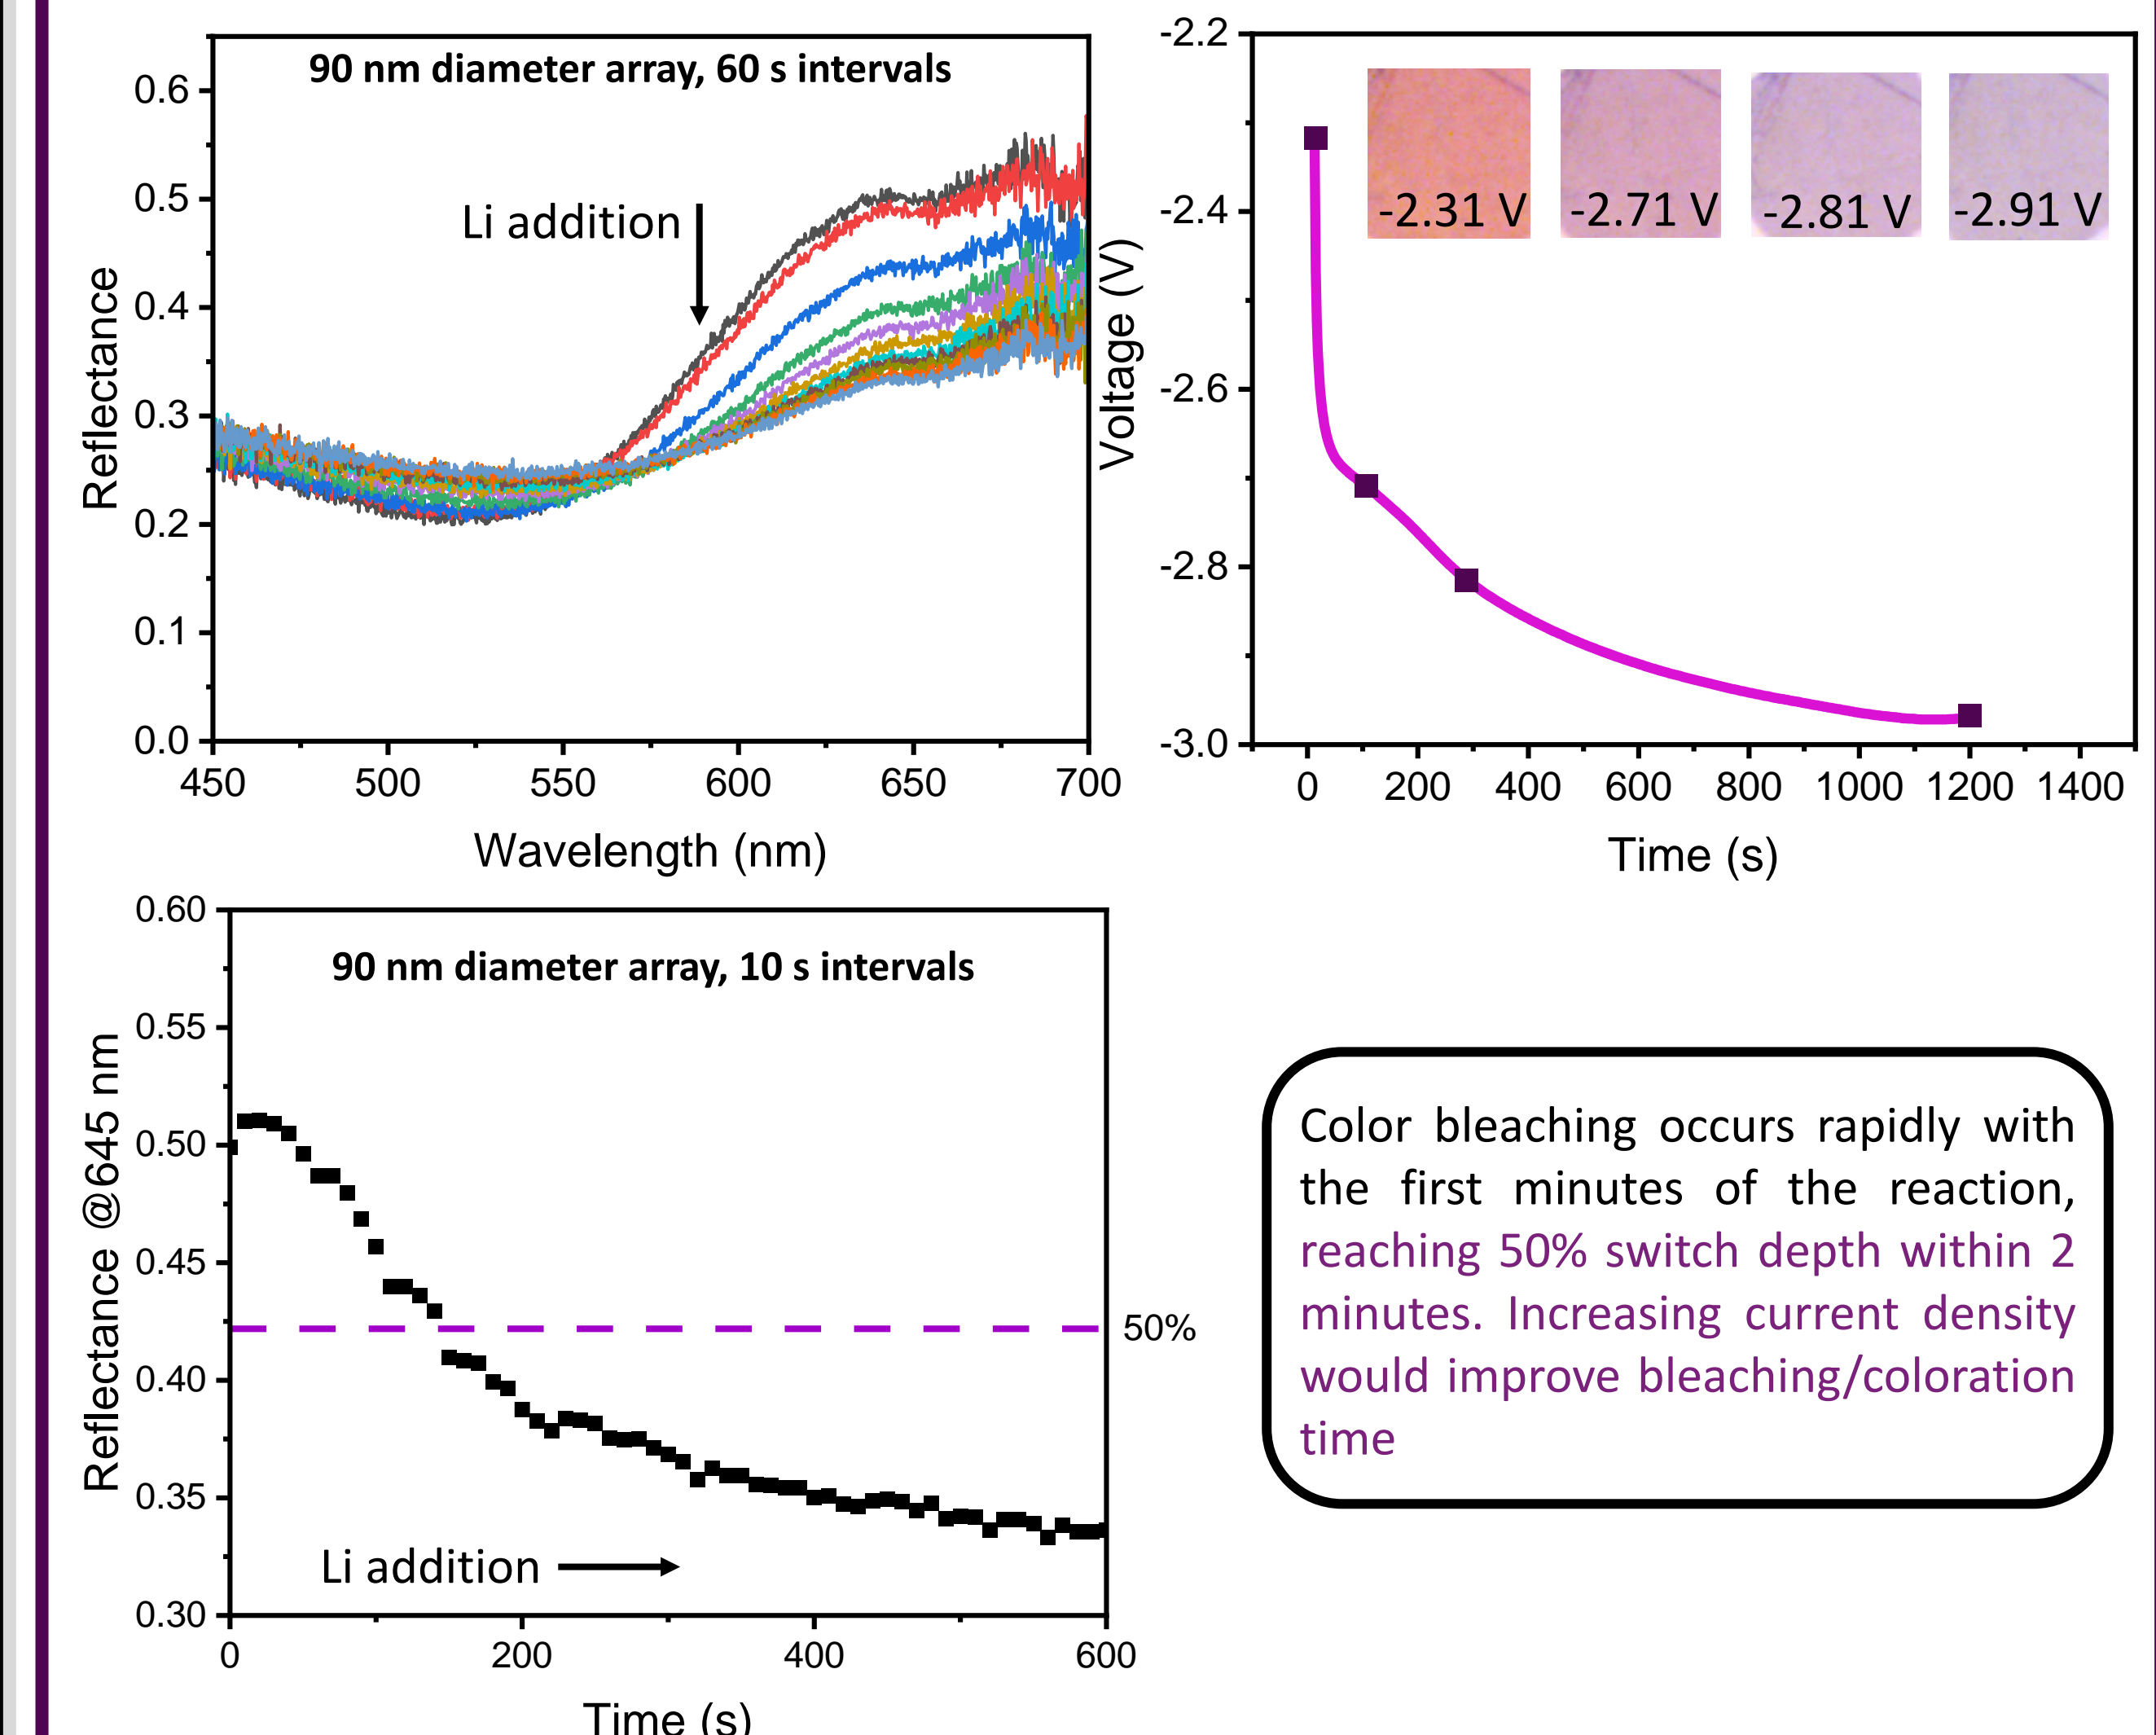 90 nm diameter array, 60 s intervals
Li addition
Reflectance
0.6
0.5
0.4
0.3
0.2
0.1
0.0
450 500 550 600 650 700
Wavelength (nm)
-2.31 V -2.71 V -2.81 V -2.91 V
Voltage (V)
-2.2
-2.4
-2.6
-2.8
-3.0
0 200 400 600 800 1000 1200 1400
Time (s)
90 nm diameter array, 10 s intervals
Reflectance @645 nm
0.60
0.55
0.50
0.45
0.40
0.35
0.30
50%
Li addition
0 200 400 600
Time (s)
Color bleaching occurs rapidly with
the first minutes of the reaction,
reaching 50% switch depth within 2
minutes. Increasing current density
would improve bleaching/coloration
time